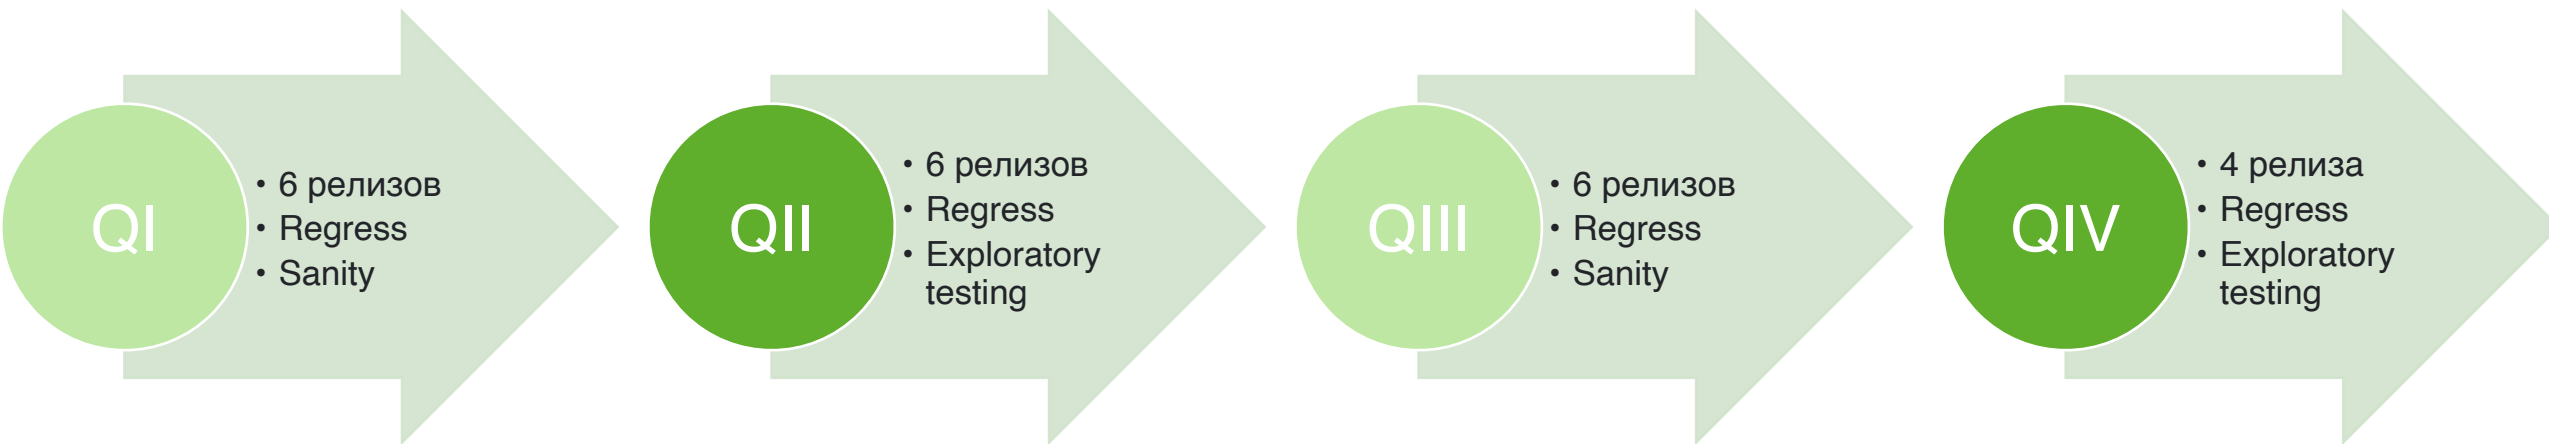 QI
• 6 релизов
• Regress
• Sanity
QII
• 6 релизов
• Regress
• Exploratory
testing
QIII
• 6 релизов
• Regress
• Sanity
QIV
• 4 релиза
• Regress
• Exploratory
testing